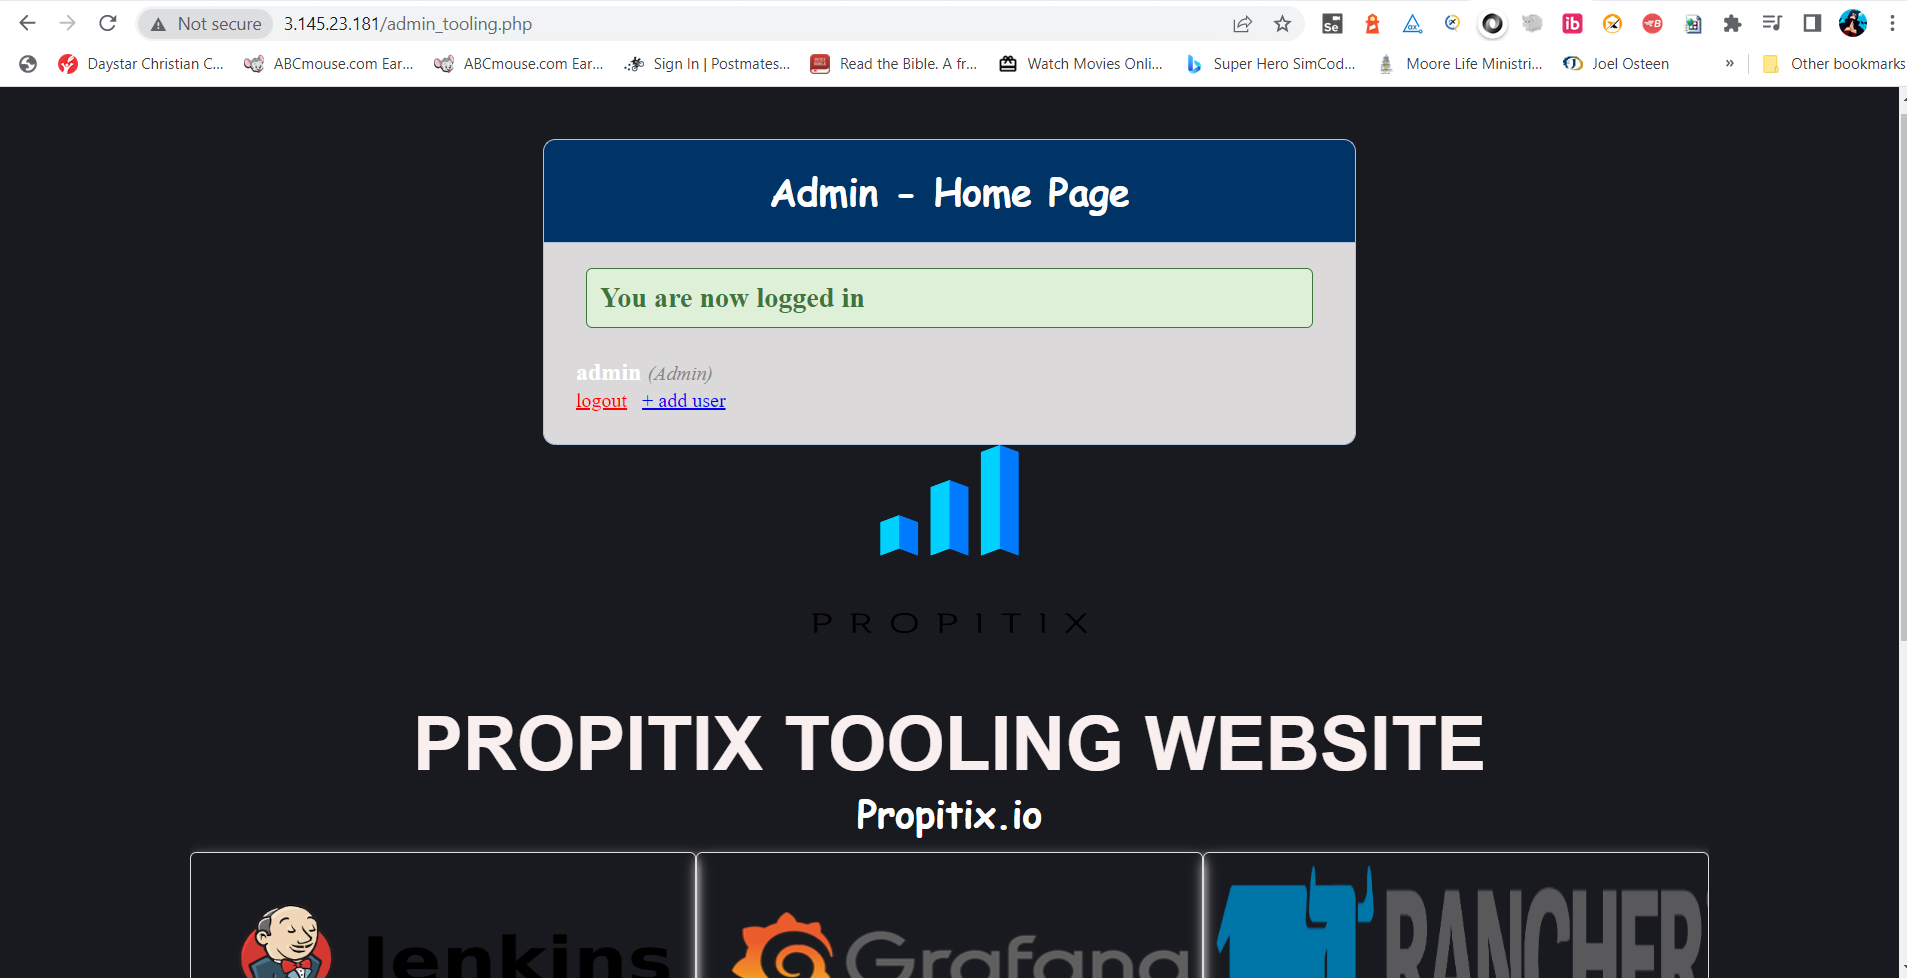 Not secure 3.145.23.181/admin_tooling.php
Daystar Christian C... ABCmouse.com Ear... ABCmouse.com Ear... Sign In | Postmates... Read the Bible. A fr... Watch Movies Onli... Super Hero SimCod... Moore Life Ministri... Joel Osteen » Other bookmarks
Admin - Home Page
You are now logged in
admin (Admin)
logout + add user
PROPITIX
PROPITIX TOOLING WEBSITE
Propitix.io
Jenkins Grafana RANCHER